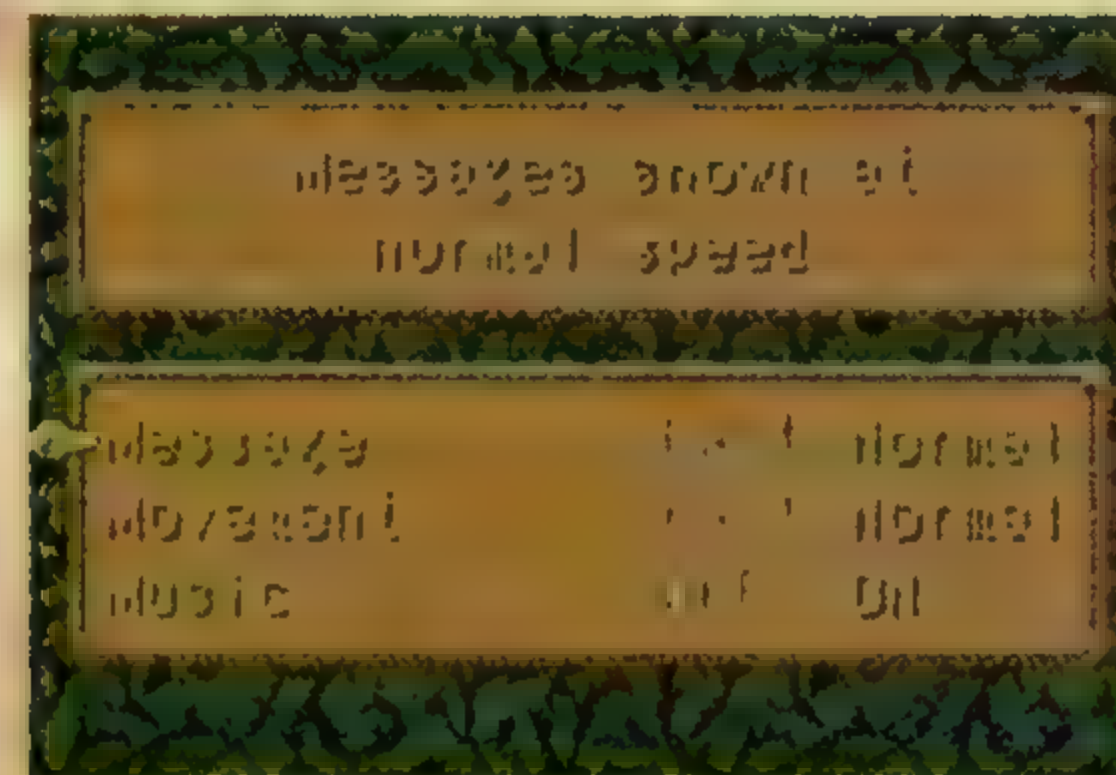 Messages shown at
normal speed
Message Normal
Movement Normal
Music On